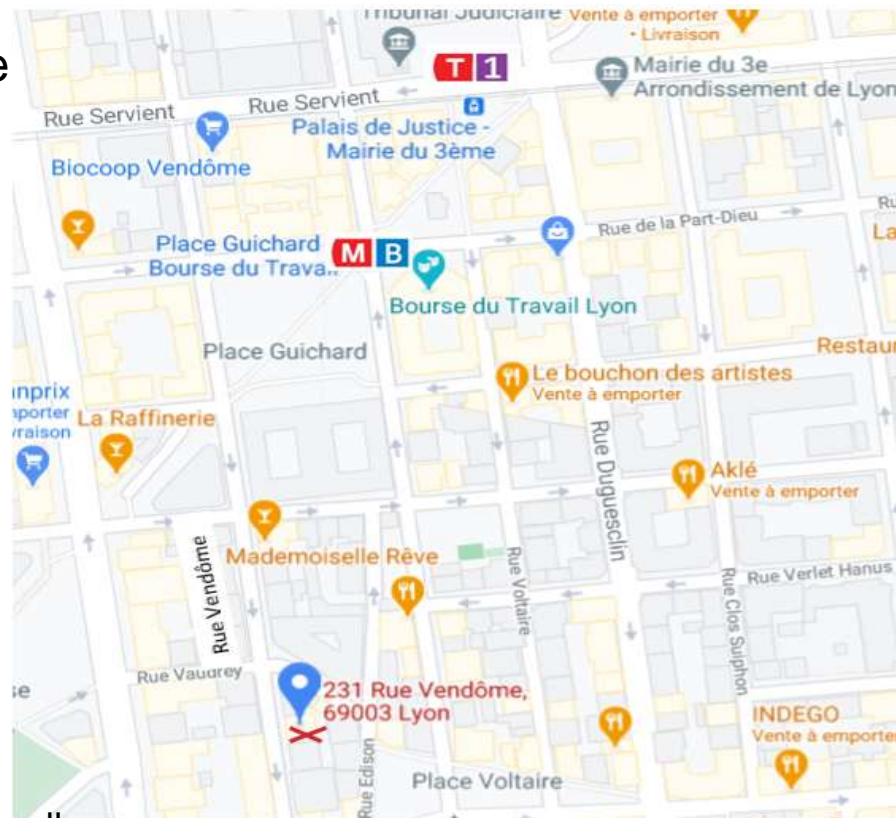 Tribunal Judiciaire
Vente à emporter
· Livraison
T 1
Mairie du 3e
Arrondissement de Lyon
Rue Servient
Rue Servient
Palais de Justice -
Mairie du 3ème
Biocoop Vendôme
Rue de la Part-Dieu
Place Guichard
Bourse du Travail
M B
Bourse du Travail Lyon
Place Guichard
Le bouchon des artistes
Vente à emporter
La Raffinerie
Rue Duguesclin
Aklé
Vente à emporter
Mademoiselle Rêve
Rue Vendôme
Rue Voltaire
Rue Verlet Hanus
Rue Clos Suiphon
Rue Vaudrey
231 Rue Vendôme,
69003 Lyon
Rue Edison
Place Voltaire
INDEGO
Vente à emporter